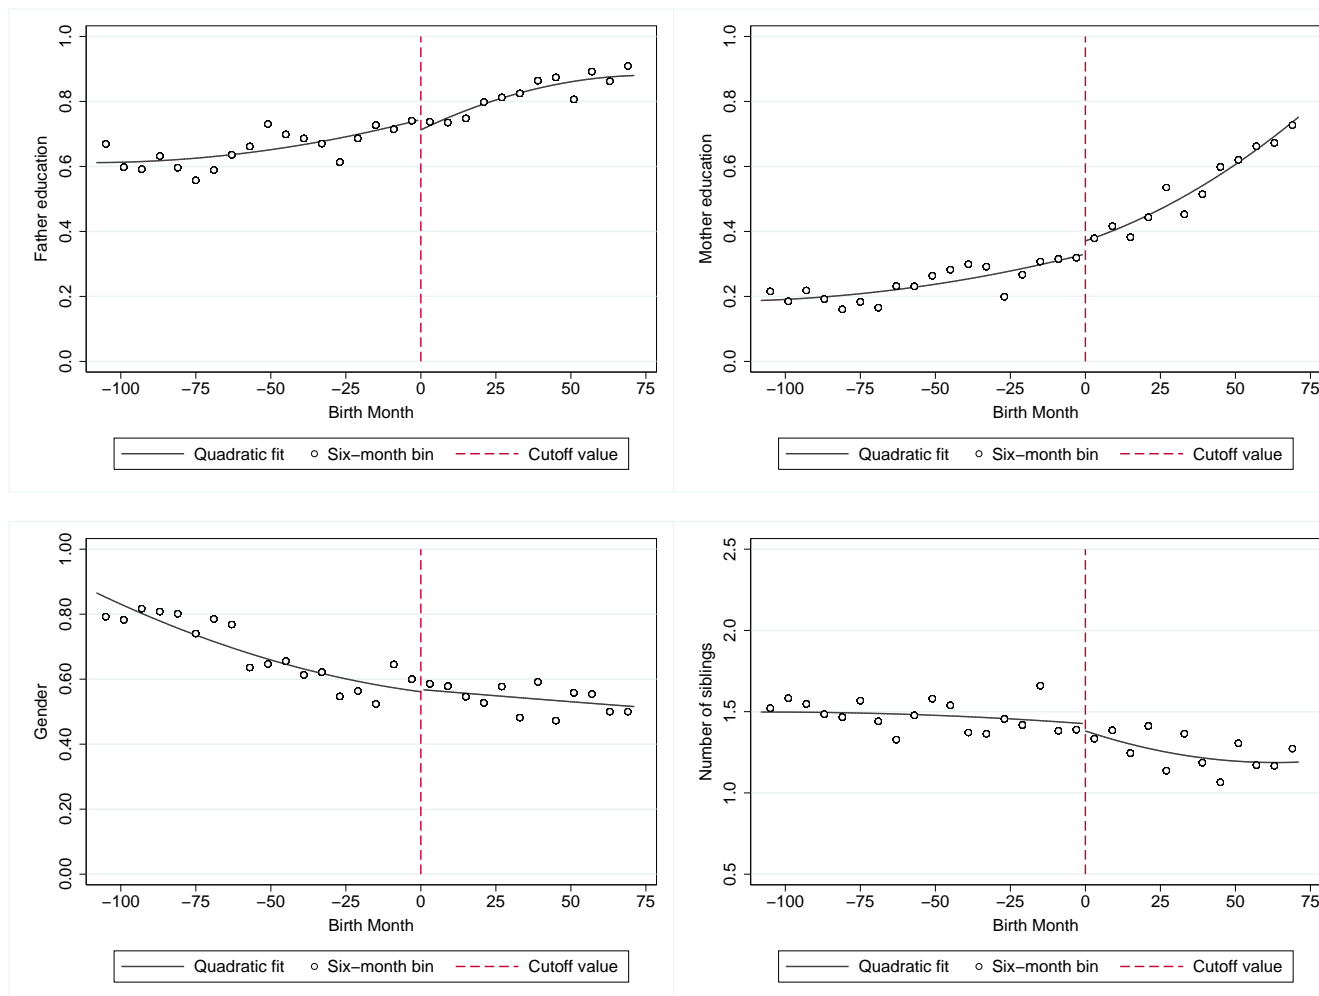 Father education
0.0 0.2 0.4 0.6 0.8 1.0
−100 −75 −50 −25 0 25 50 75
Birth Month
Quadratic fit Six−month bin Cutoff value
Mother education
0.0 0.2 0.4 0.6 0.8 1.0
−100 −75 −50 −25 0 25 50 75
Birth Month
Quadratic fit Six−month bin Cutoff value
Gender
0.00 0.20 0.40 0.60 0.80 1.00
−100 −75 −50 −25 0 25 50 75
Birth Month
Quadratic fit Six−month bin Cutoff value
Number of siblings
0.5 1.0 1.5 2.0 2.5
−100 −75 −50 −25 0 25 50 75
Birth Month
Quadratic fit Six−month bin Cutoff value